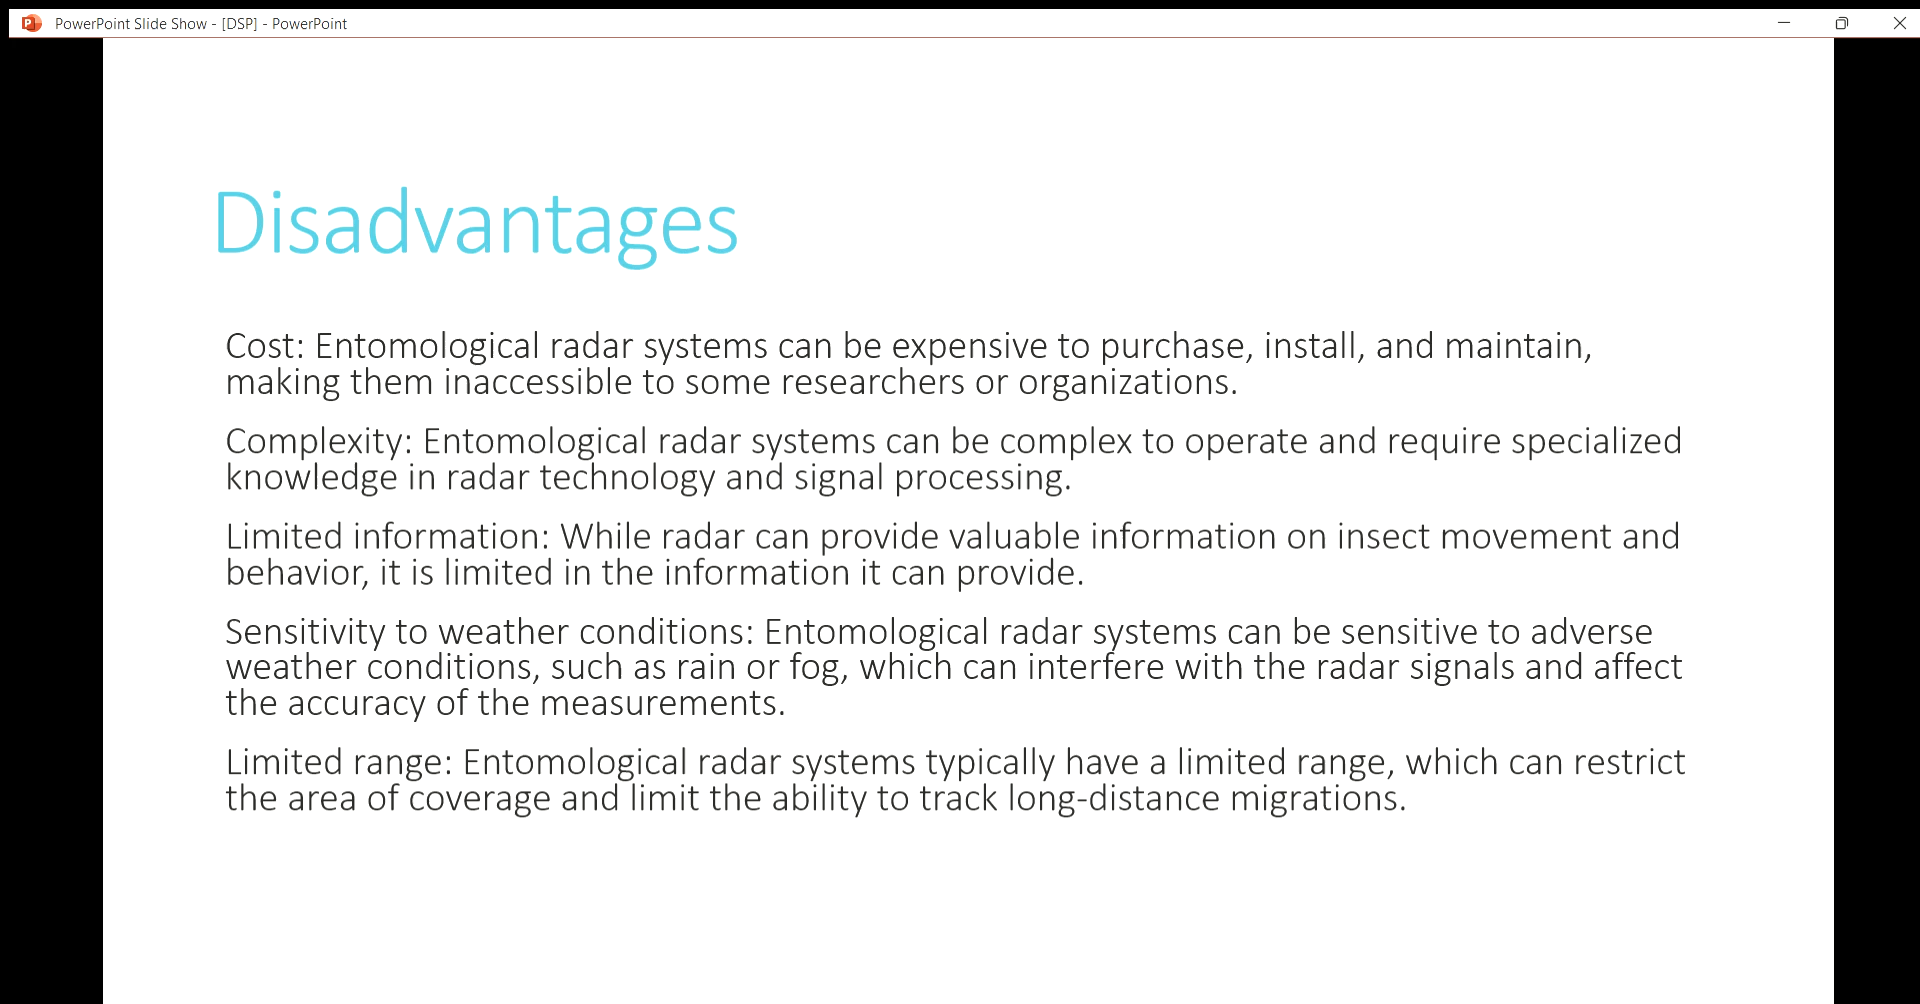 PowerPoint Slide Show - [DSP] - PowerPoint
Disadvantages
Cost: Entomological radar systems can be expensive to purchase, install, and maintain,
making them inaccessible to some researchers or organizations.
Complexity: Entomological radar systems can be complex to operate and require specialized
knowledge in radar technology and signal processing.
Limited information: While radar can provide valuable information on insect movement and
behavior, it is limited in the information it can provide.
Sensitivity to weather conditions: Entomological radar systems can be sensitive to adverse
weather conditions, such as rain or fog, which can interfere with the radar signals and affect
the accuracy of the measurements.
Limited range: Entomological radar systems typically have a limited range, which can restrict
the area of coverage and limit the ability to track long-distance migrations.